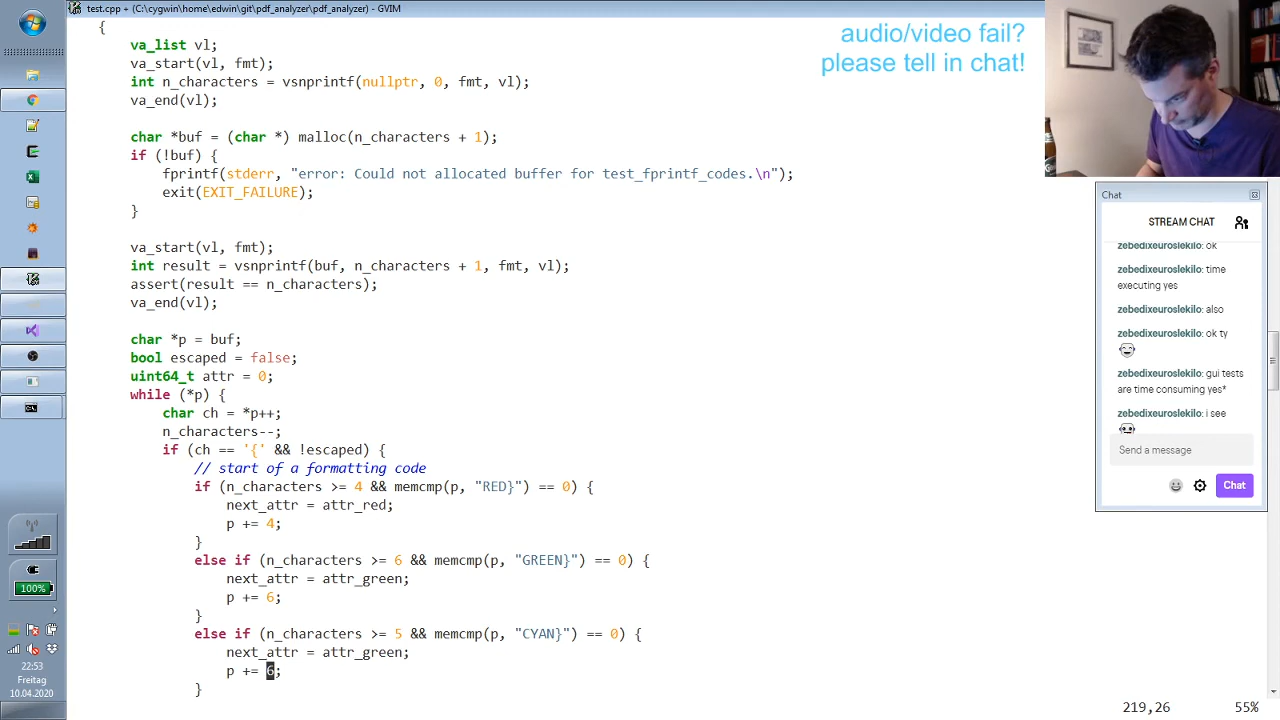 test.cpp + (C:\cygwin\home\edwin\git\pdf_analyzer\pdf_analyzer) - GVIM
{
va_list vl;
va_start(vl, fmt);
int n_characters = vsnprintf(nullptr, 0, fmt, vl);
va_end(vl);
char *buf = (char *) malloc(n_characters + 1);
if (!buf) {
fprintf(stderr, "error: Could not allocated buffer for test_fprintf_codes.\n");
exit(EXIT_FAILURE);
}
va_start(vl, fmt);
int result = vsnprintf(buf, n_characters + 1, fmt, vl);
assert(result == n_characters);
va_end(vl);
char *p = buf;
bool escaped = false;
uint64_t attr = 0;
while (*p) {
char ch = *p++;
n_characters--;
if (ch == '{' && !escaped) {
// start of a formatting code
if (n_characters >= 4 && memcmp(p, "RED}") == 0) {
next_attr = attr_red;
p += 4;
}
else if (n_characters >= 6 && memcmp(p, "GREEN}") == 0) {
next_attr = attr_green;
p += 6;
}
else if (n_characters >= 5 && memcmp(p, "CYAN}") == 0) {
next_attr = attr_green;
p += 6;
}
219,26 55%
audio/video fail?
please tell in chat!
Chat
STREAM CHAT
zebedixeuroslekilo: ok
zebedixeuroslekilo: time
executing yes
zebedixeuroslekilo: also
zebedixeuroslekilo: ok ty
zebedixeuroslekilo: gui tests
are time consuming yes*
zebedixeuroslekilo: i see
Send a message
Chat
100%
22:53
Freitag
10.04.2020